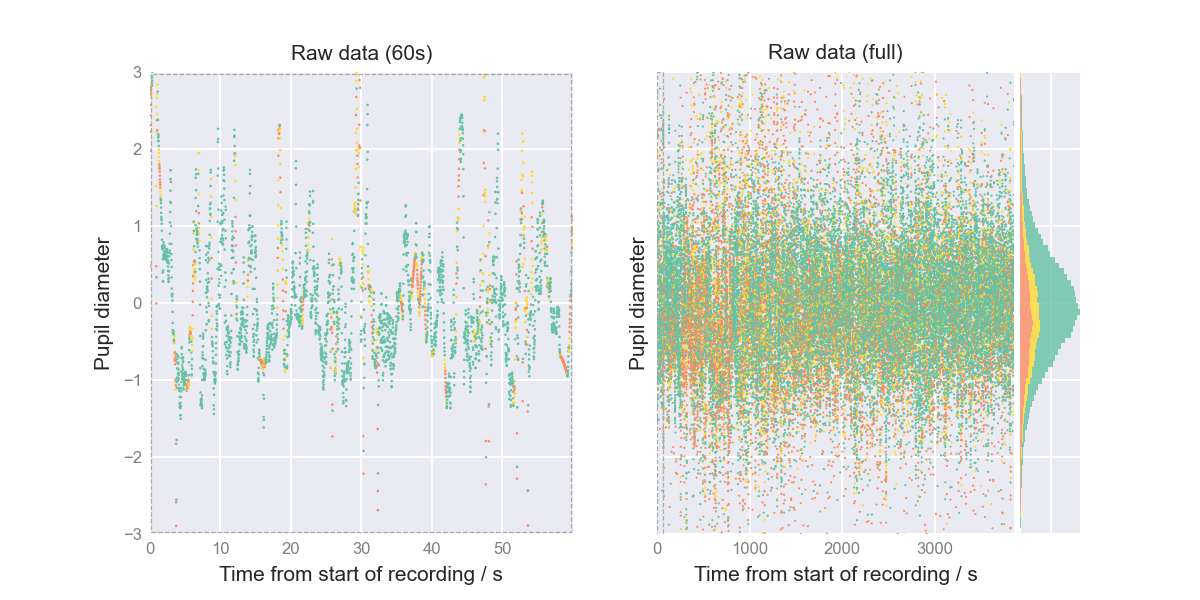 Raw data (60s)
3
2
1
0
−1
−2
−3
Pupil diameter
0 10 20 30 40 50
Time from start of recording / s
Raw data (full)
Pupil diameter
0 1000 2000 3000
Time from start of recording / s